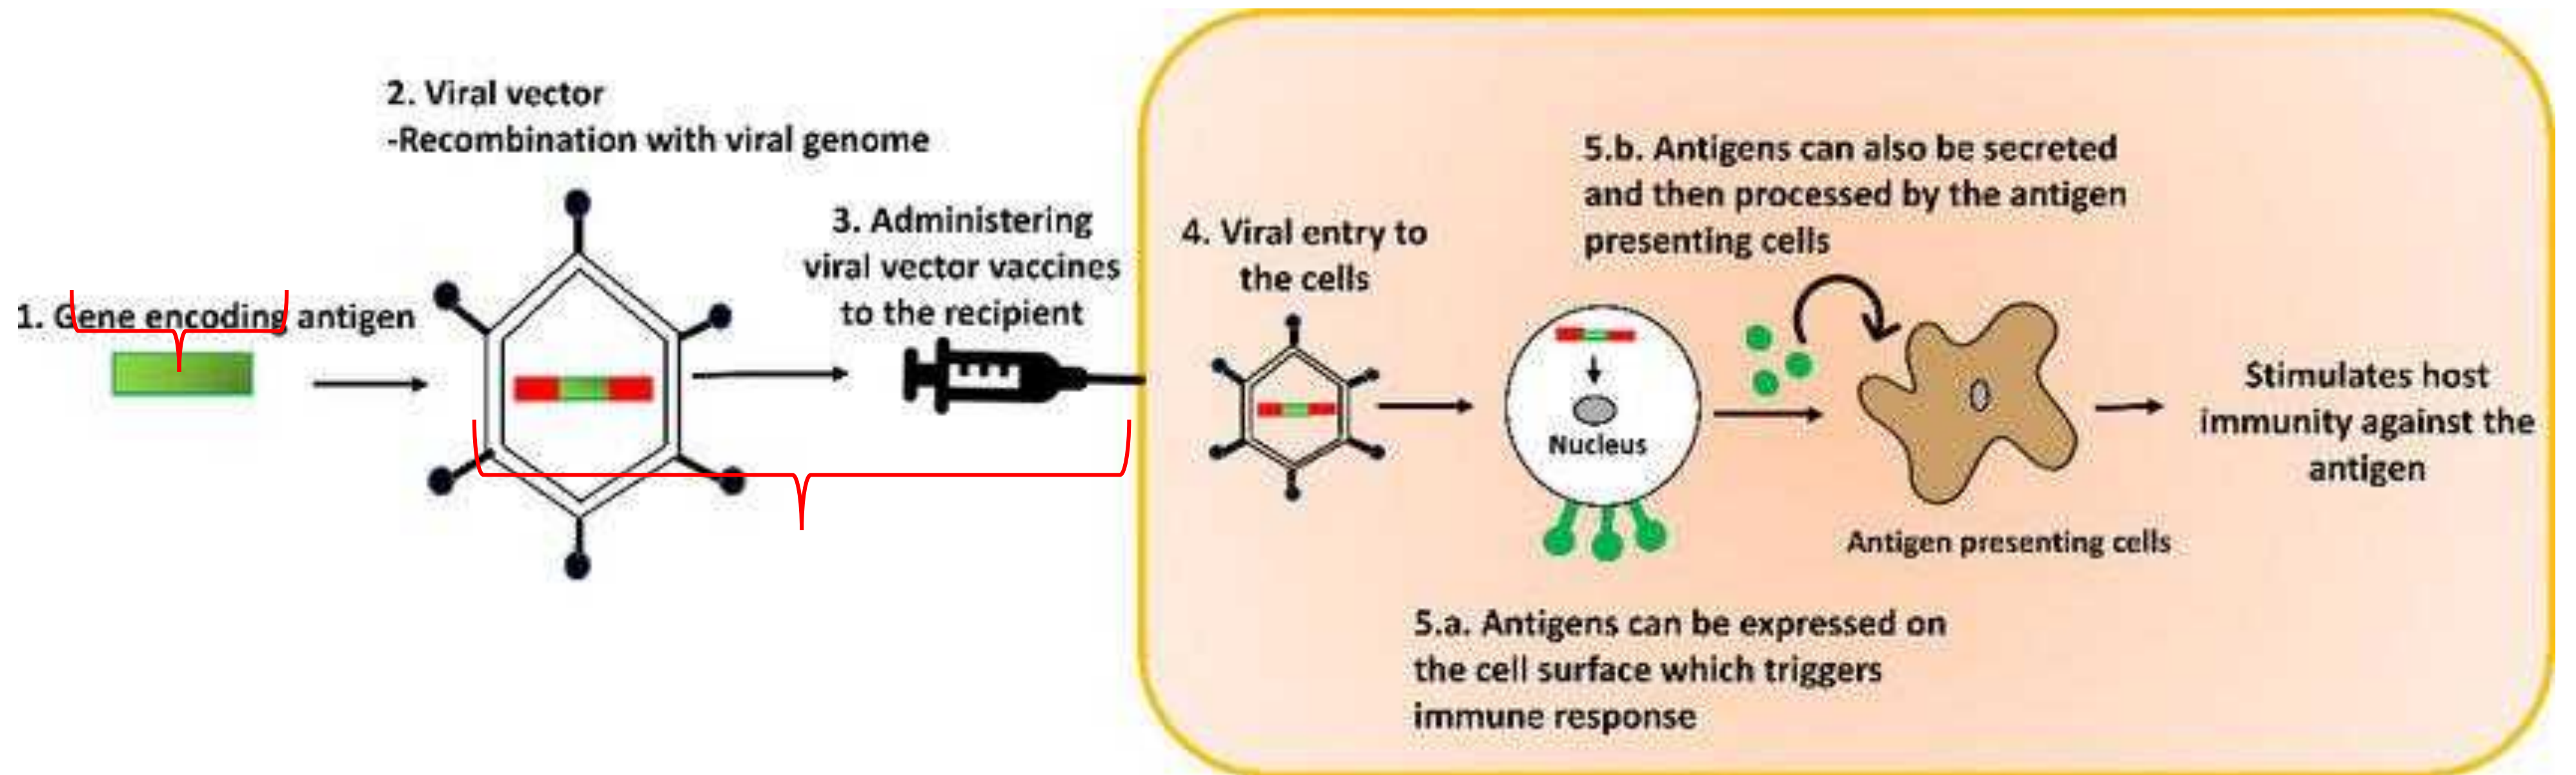 1. Gene encoding antigen
2. Viral vector
-Recombination with viral genome
3. Administering
viral vector vaccines
to the recipient
4. Viral entry to
the cells
Nucleus
5.a. Antigens can be expressed on
the cell surface which triggers
immune response
5.b. Antigens can also be secreted
and then processed by the antigen
presenting cells
Antigen presenting cells
Stimulates host
immunity against the
antigen